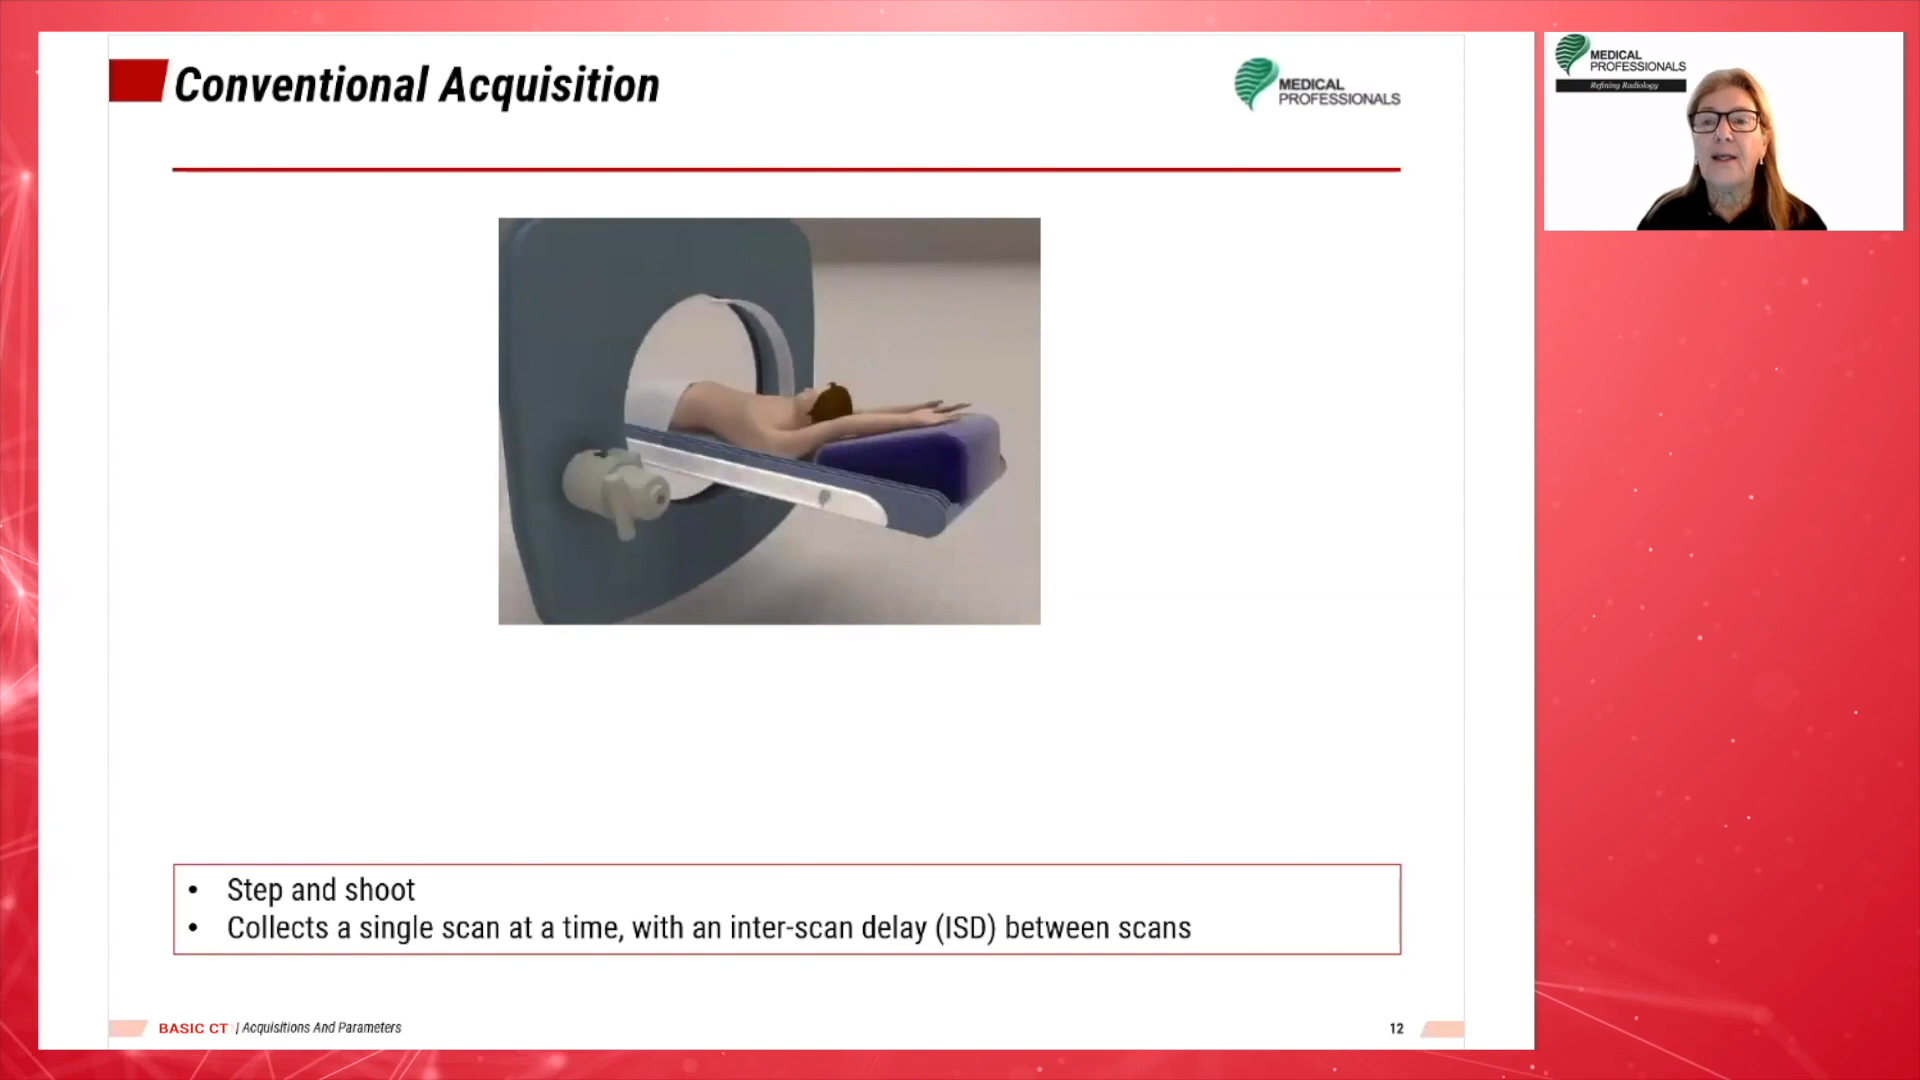 Conventional Acquisition
MEDICAL
PROFESSIONALS
MEDICAL
PROFESSIONALS
Refining Radiology
• Step and shoot
• Collects a single scan at a time, with an inter-scan delay (ISD) between scans
BASIC CT | Acquisitions And Parameters
12